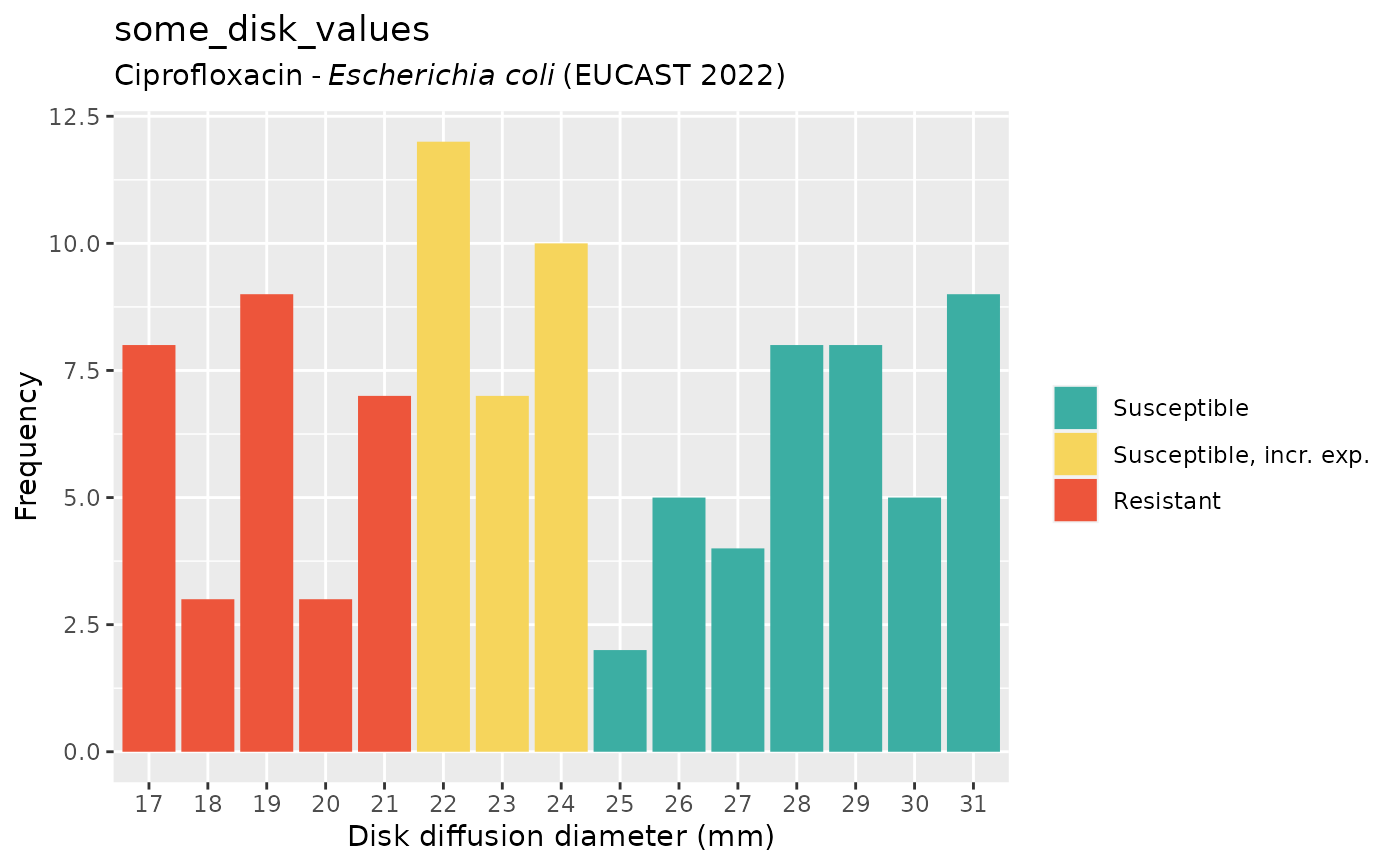 some_disk_values
Ciprofloxacin - Escherichia coli (EUCAST 2022)
12.5
10.0
7.5
5.0
2.5
0.0
Frequency
17 18 19 20 21 22 23 24 25 26 27 28 29 30 31
Disk diffusion diameter (mm)
Susceptible
Susceptible, incr. exp.
Resistant